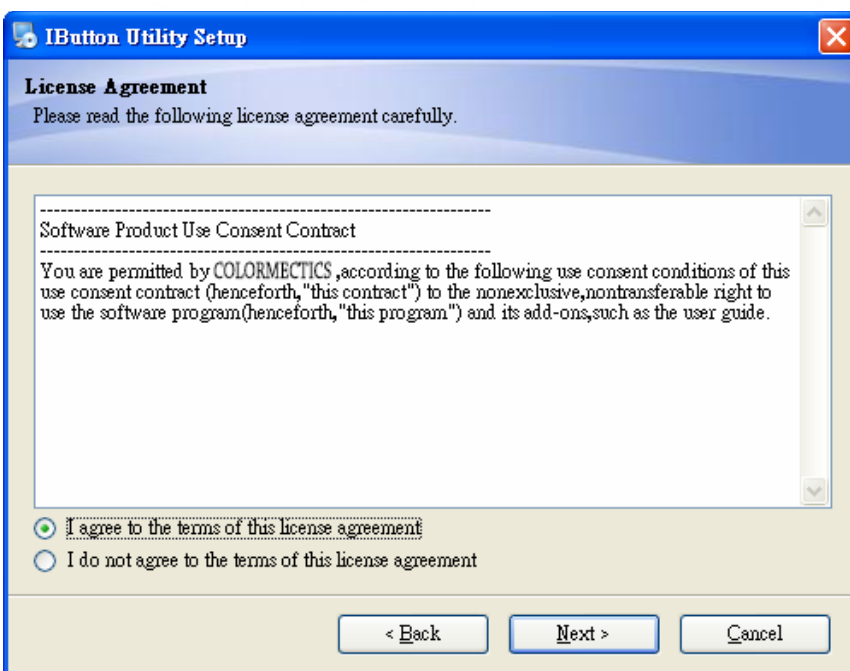 IButton Utility Setup
License Agreement
Please read the following license agreement carefully.
--------------------------------------------------------------------
Software Product Use Consent Contract
--------------------------------------------------------------------
You are permitted by COLORMECTICS ,according to the following use consent conditions of this
use consent contract (henceforth,"this contract") to the nonexclusive,nontransferable right to
use the software program(henceforth,"this program") and its add-ons,such as the user guide.
I agree to the terms of this license agreement
I do not agree to the terms of this license agreement
< Back Next > Cancel